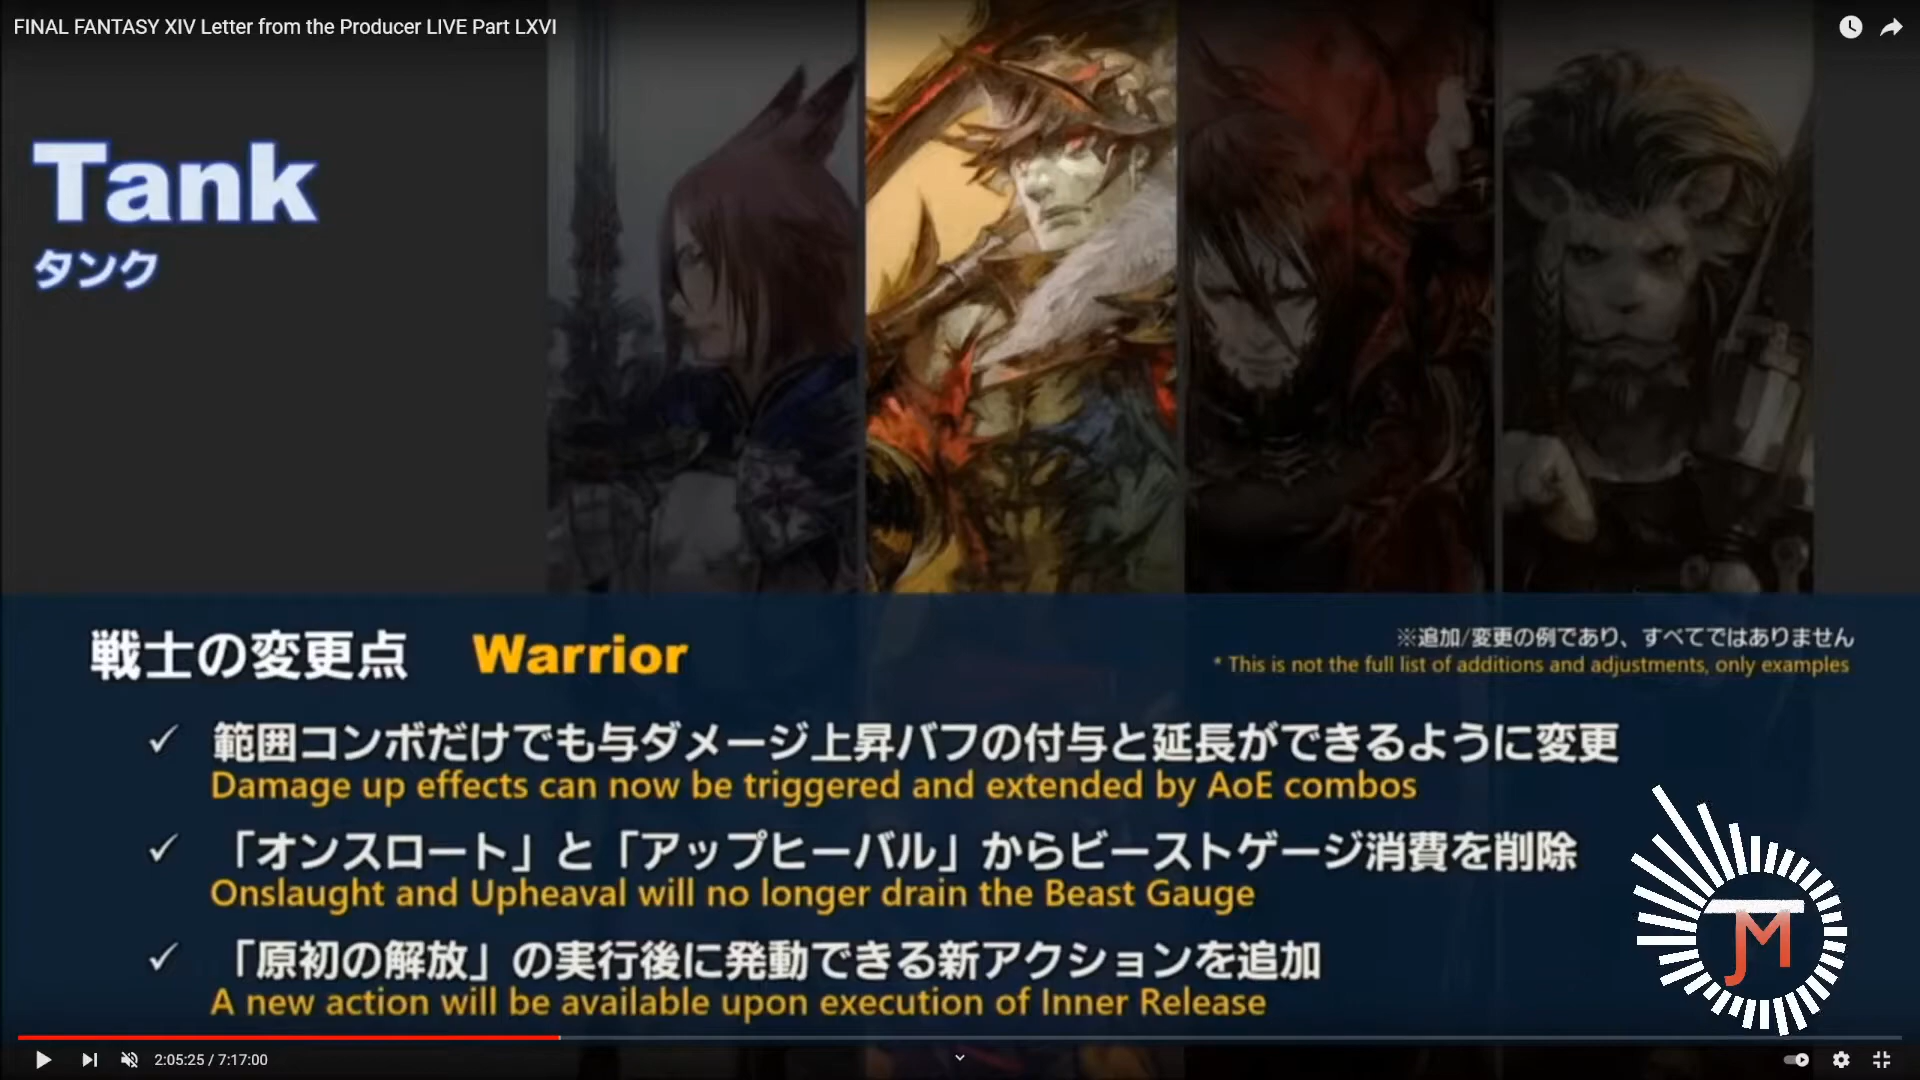 FINAL FANTASY XIV Letter from the Producer LIVE Part LXVI
Tank
タンク
戦士の変更点 Warrior
※追加/変更の例であり、すべてではありません
* This is not the full list of additions and adjustments, only examples
✓ 範囲コンボだけでも与ダメージ上昇バフの付与と延長ができるように変更
Damage up effects can now be triggered and extended by AoE combos
✓ 「オンスロート」と「アップヒーバル」からビーストゲージ消費を削除
Onslaught and Upheaval will no longer drain the Beast Gauge
✓ 「原初の解放」の実行後に発動できる新アクションを追加
A new action will be available upon execution of Inner Release
JM
2:05:25 / 7:17:00